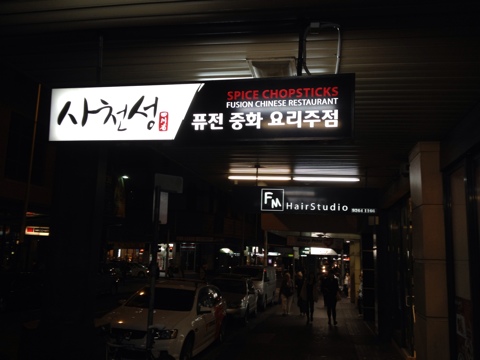 사천성
SPICE CHOPSTICKS
FUSION CHINESE RESTAURANT
퓨전 중화 요리주점
FM
HairStudio